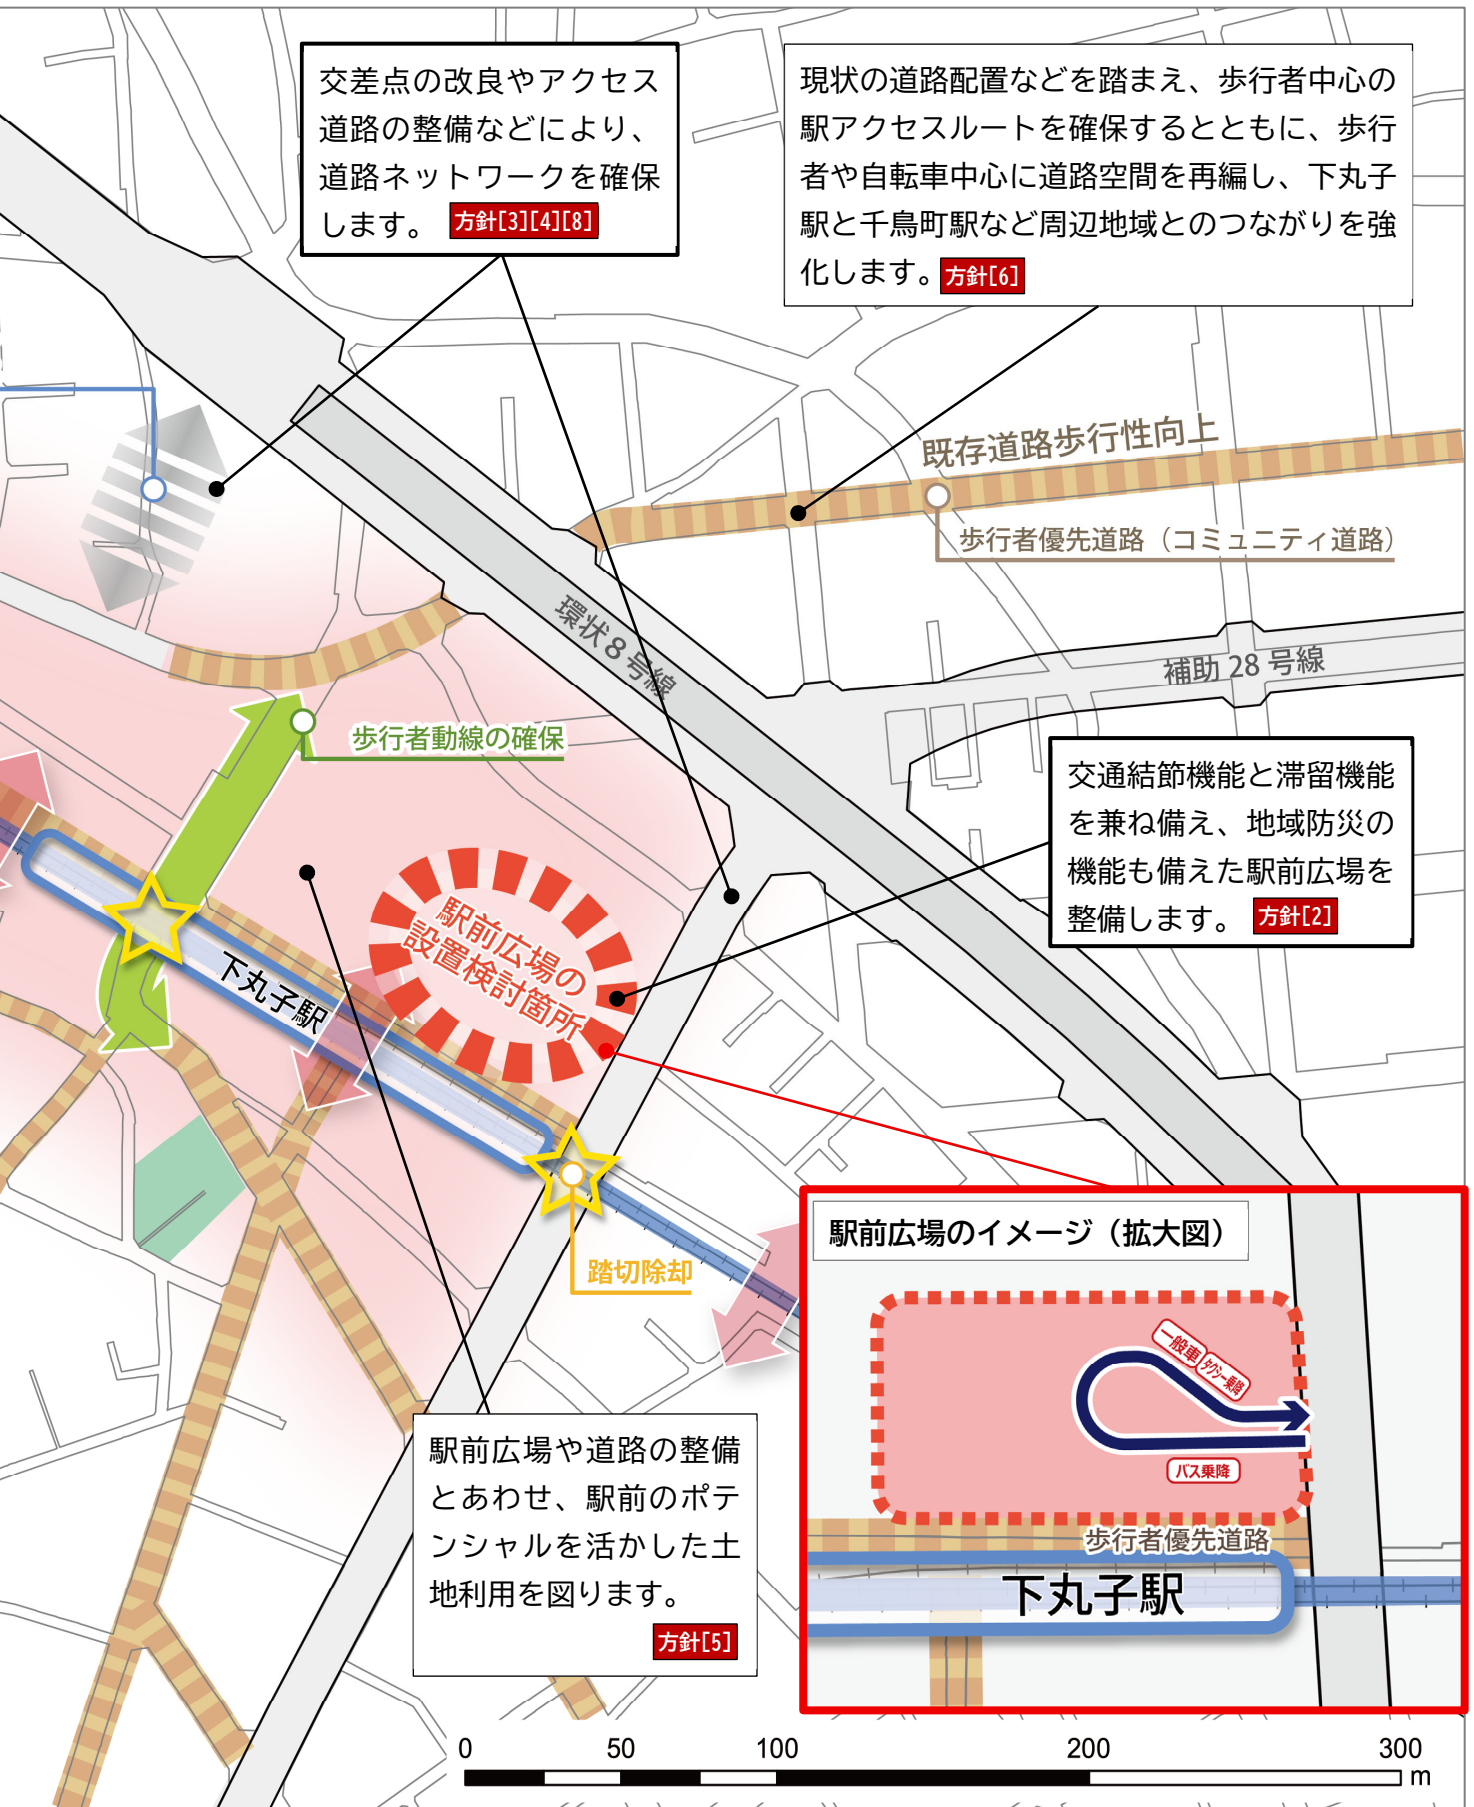 交差点の改良やアクセス
道路の整備などにより、
道路ネットワークを確保
します。 方針[3][4][8]
現状の道路配置などを踏まえ、歩行者中心の
駅アクセスルートを確保するとともに、歩行
者や自転車中心に道路空間を再編し、下丸子
駅と千鳥町駅など周辺地域とのつながりを強
化します。方針[6]
既存道路歩行性向上
歩行者優先道路（コミュニティ道路）
環状８号線
補助 28 号線
歩行者動線の確保
交通結節機能と滞留機能
を兼ね備え、地域防災の
機能も備えた駅前広場を
整備します。 方針[2]
駅前広場の
設置検討箇所
下丸子駅
踏切除却
駅前広場のイメージ（拡大図）
一般車
タクシー乗降
バス乗降
歩行者優先道路
下丸子駅
駅前広場や道路の整備
とあわせ、駅前のポテ
ンシャルを活かした土
地利用を図ります。
方針[5]
0 50 100 200 300
m